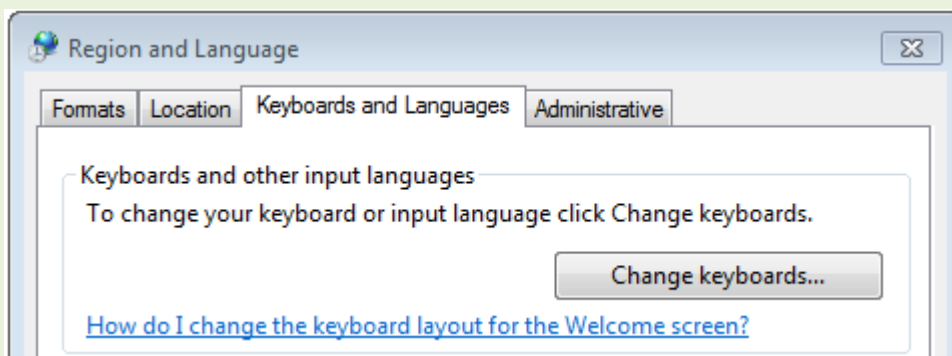 Region and Language
Formats Location Keyboards and Languages Administrative
Keyboards and other input languages
To change your keyboard or input language click Change keyboards.
Change keyboards...
How do I change the keyboard layout for the Welcome screen?